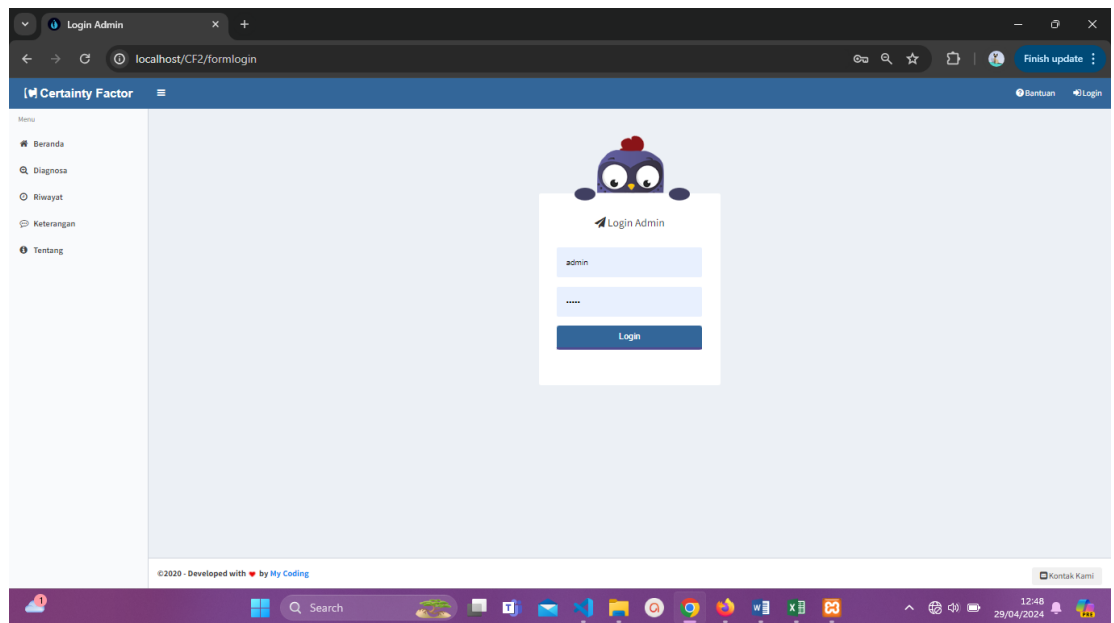 Login Admin
localhost/CF2/formlogin
Finish update
Certainty Factor
Bantuan
Login
Menu
Beranda
Diagnosa
Riwayat
Keterangan
Tentang
Login Admin
admin
Login
©2020 - Developed with by My Coding
Kontak Kami
1
Search
12:48
29/04/2024